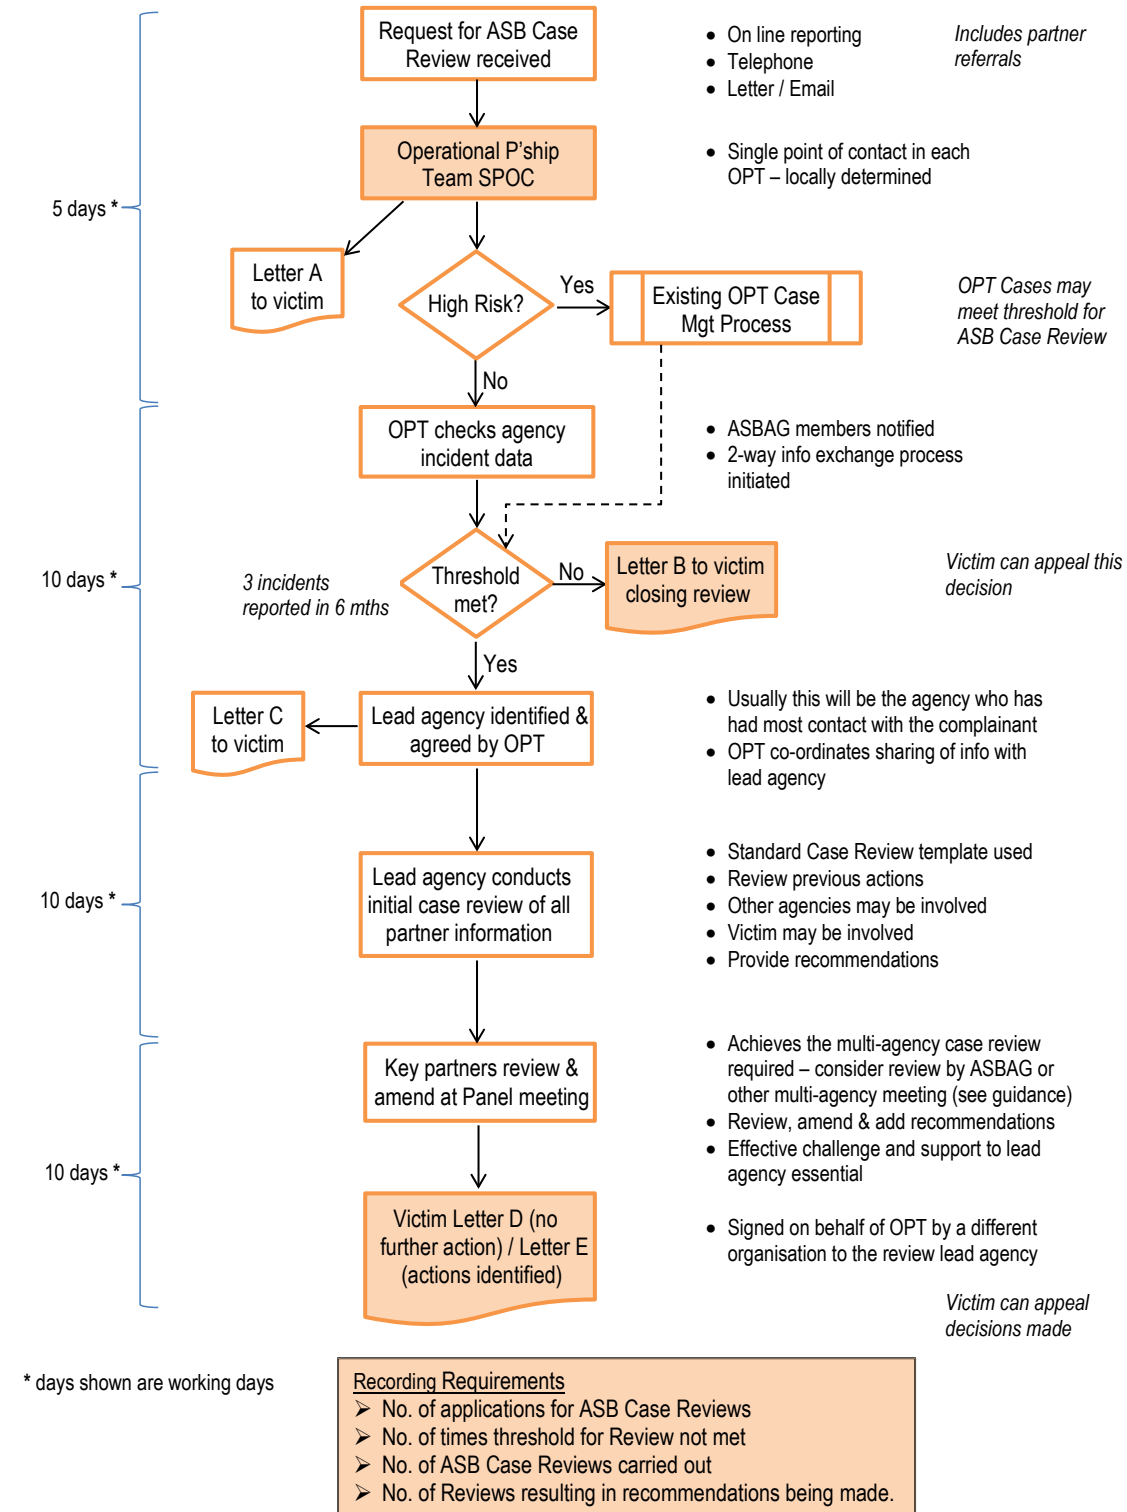 Request for ASB Case
Review received
• On line reporting
• Telephone
• Letter / Email
Includes partner
referrals
Operational P'ship
Team SPOC
• Single point of contact in each
OPT – locally determined
5 days *
Letter A
to victim
High Risk?
Yes
Existing OPT Case
Mgt Process
OPT Cases may
meet threshold for
ASB Case Review
No
OPT checks agency
incident data
• ASBAG members notified
• 2-way info exchange process
initiated
10 days *
3 incidents
reported in 6 mths
Threshold
met?
No
Letter B to victim
closing review
Victim can appeal this
decision
Yes
Letter C
to victim
Lead agency identified &
agreed by OPT
• Usually this will be the agency who has
had most contact with the complainant
• OPT co-ordinates sharing of info with
lead agency
10 days *
Lead agency conducts
initial case review of all
partner information
• Standard Case Review template used
• Review previous actions
• Other agencies may be involved
• Victim may be involved
• Provide recommendations
10 days *
Key partners review &
amend at Panel meeting
• Achieves the multi-agency case review
required – consider review by ASBAG or
other multi-agency meeting (see guidance)
• Review, amend & add recommendations
• Effective challenge and support to lead
agency essential
Victim Letter D (no
further action) / Letter E
(actions identified)
• Signed on behalf of OPT by a different
organisation to the review lead agency
Victim can appeal
decisions made
* days shown are working days
Recording Requirements
➢ No. of applications for ASB Case Reviews
➢ No. of times threshold for Review not met
➢ No. of ASB Case Reviews carried out
➢ No. of Reviews resulting in recommendations being made.